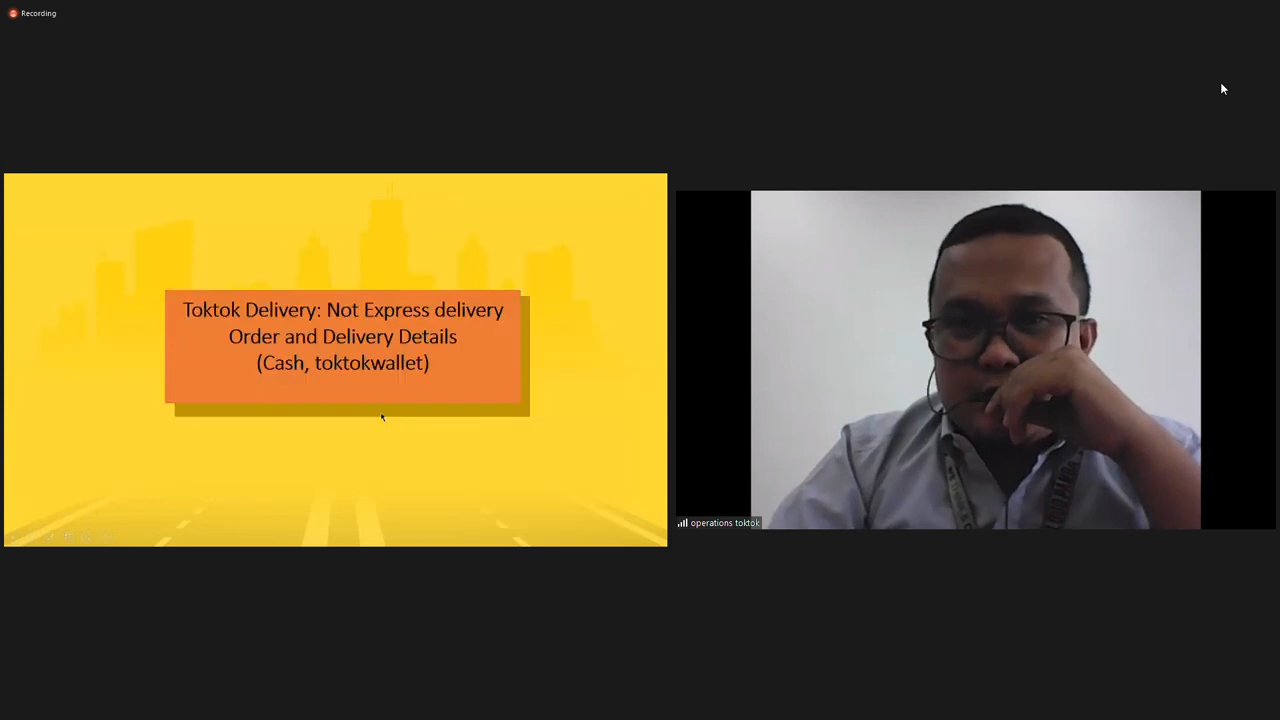 Recording
Toktok Delivery: Not Express delivery
Order and Delivery Details
(Cash, toktokwallet)
operations toktok